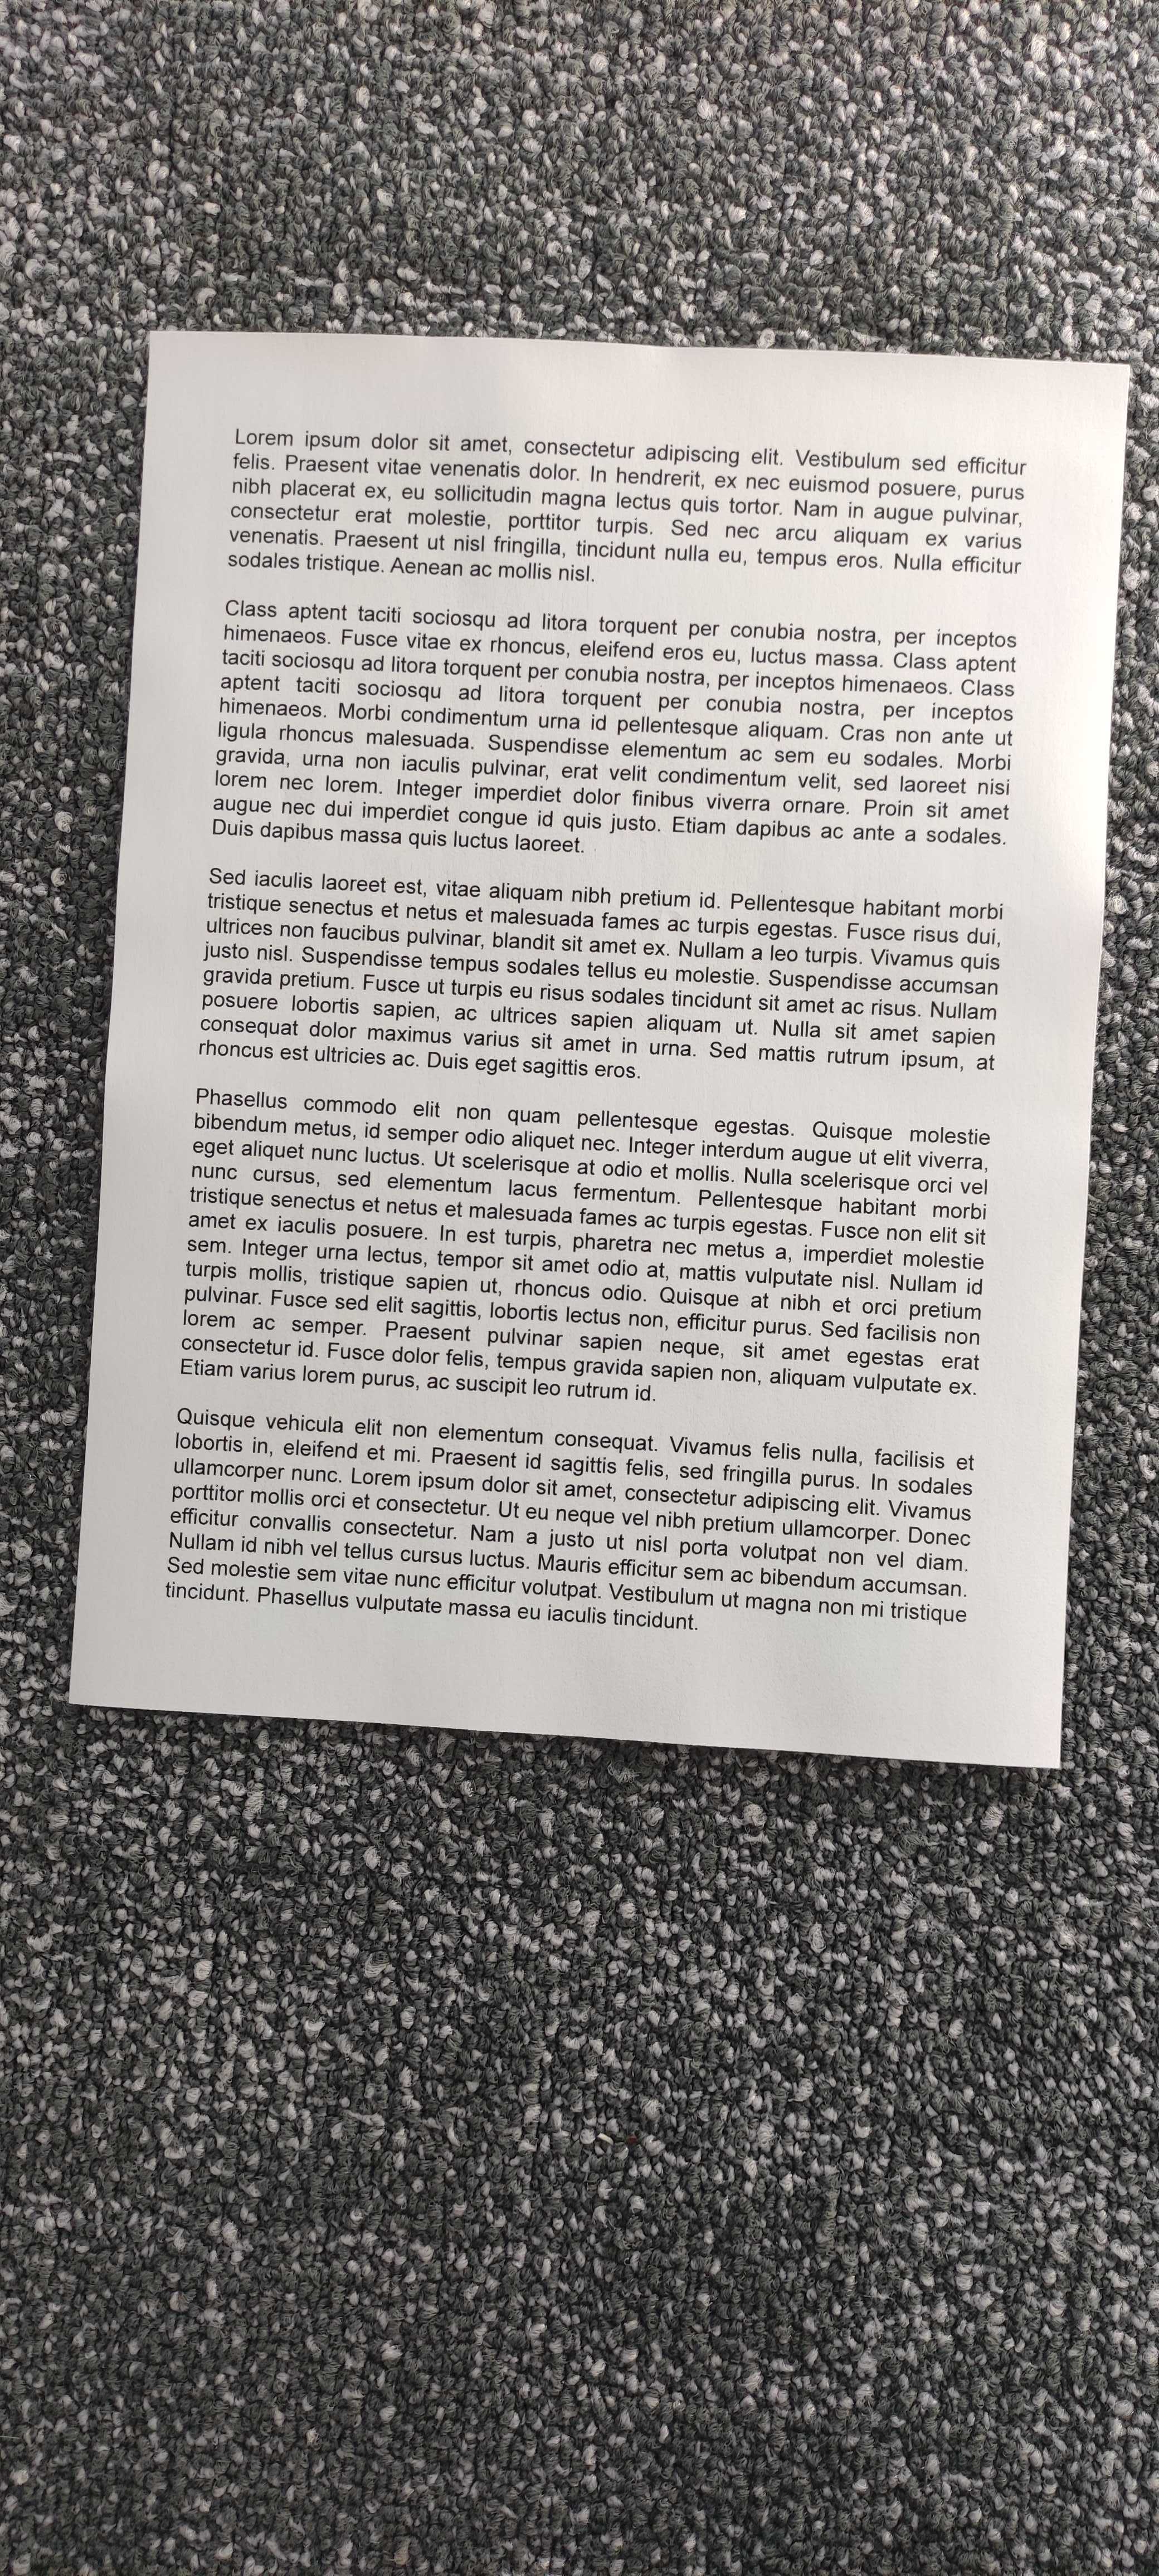 Lorem ipsum dolor sit amet, consectetur adipiscing elit. Vestibulum sed efficitur
felis. Praesent vitae venenatis dolor. In hendrerit, ex nec euismod posuere, purus
nibh placerat ex, eu sollicitudin magna lectus quis tortor. Nam in augue pulvinar,
consectetur erat molestie, porttitor turpis. Sed nec arcu aliquam ex varius
venenatis. Praesent ut nisl fringilla, tincidunt nulla eu, tempus eros. Nulla efficitur
sodales tristique. Aenean ac mollis nisl.
Class aptent taciti sociosqu ad litora torquent per conubia nostra, per inceptos
himenaeos. Fusce vitae ex rhoncus, eleifend eros eu, luctus massa. Class aptent
taciti sociosqu ad litora torquent per conubia nostra, per inceptos himenaeos. Class
aptent taciti sociosqu ad litora torquent per conubia nostra, per inceptos
himenaeos. Morbi condimentum urna id pellentesque aliquam. Cras non ante ut
ligula rhoncus malesuada. Suspendisse elementum ac sem eu sodales. Morbi
gravida, urna non iaculis pulvinar, erat velit condimentum velit, sed laoreet nisi
lorem nec lorem. Integer imperdiet dolor finibus viverra ornare. Proin sit amet
augue nec dui imperdiet congue id quis justo. Etiam dapibus ac ante a sodales.
Duis dapibus massa quis luctus laoreet.
Sed iaculis laoreet est, vitae aliquam nibh pretium id. Pellentesque habitant morbi
tristique senectus et netus et malesuada fames ac turpis egestas. Fusce risus dui,
ultrices non faucibus pulvinar, blandit sit amet ex. Nullam a leo turpis. Vivamus quis
justo nisl. Suspendisse tempus sodales tellus eu molestie. Suspendisse accumsan
gravida pretium. Fusce ut turpis eu risus sodales tincidunt sit amet ac risus. Nullam
posuere lobortis sapien, ac ultrices sapien aliquam ut. Nulla sit amet sapien
consequat dolor maximus varius sit amet in urna. Sed mattis rutrum ipsum, at
rhoncus est ultricies ac. Duis eget sagittis eros.
Phasellus commodo elit non quam pellentesque egestas. Quisque molestie
bibendum metus, id semper odio aliquet nec. Integer interdum augue ut elit viverra,
eget aliquet nunc luctus. Ut scelerisque at odio et mollis. Nulla scelerisque orci vel
nunc cursus, sed elementum lacus fermentum. Pellentesque habitant morbi
tristique senectus et netus et malesuada fames ac turpis egestas. Fusce non elit sit
amet ex iaculis posuere. In est turpis, pharetra nec metus a, imperdiet molestie
sem. Integer urna lectus, tempor sit amet odio at, mattis vulputate nisl. Nullam id
turpis mollis, tristique sapien ut, rhoncus odio. Quisque at nibh et orci pretium
pulvinar. Fusce sed elit sagittis, lobortis lectus non, efficitur purus. Sed facilisis non
lorem ac semper. Praesent pulvinar sapien neque, sit amet egestas erat
consectetur id. Fusce dolor felis, tempus gravida sapien non, aliquam vulputate ex.
Etiam varius lorem purus, ac suscipit leo rutrum id.
Quisque vehicula elit non elementum consequat. Vivamus felis nulla, facilisis et
lobortis in, eleifend et mi. Praesent id sagittis felis, sed fringilla purus. In sodales
ullamcorper nunc. Lorem ipsum dolor sit amet, consectetur adipiscing elit. Vivamus
porttitor mollis orci et consectetur. Ut eu neque vel nibh pretium ullamcorper. Donec
efficitur convallis consectetur. Nam a justo ut nisl porta volutpat non vel diam.
Nullam id nibh vel tellus cursus luctus. Mauris efficitur sem ac bibendum accumsan.
Sed molestie sem vitae nunc efficitur volutpat. Vestibulum ut magna non mi tristique
tincidunt. Phasellus vulputate massa eu iaculis tincidunt.